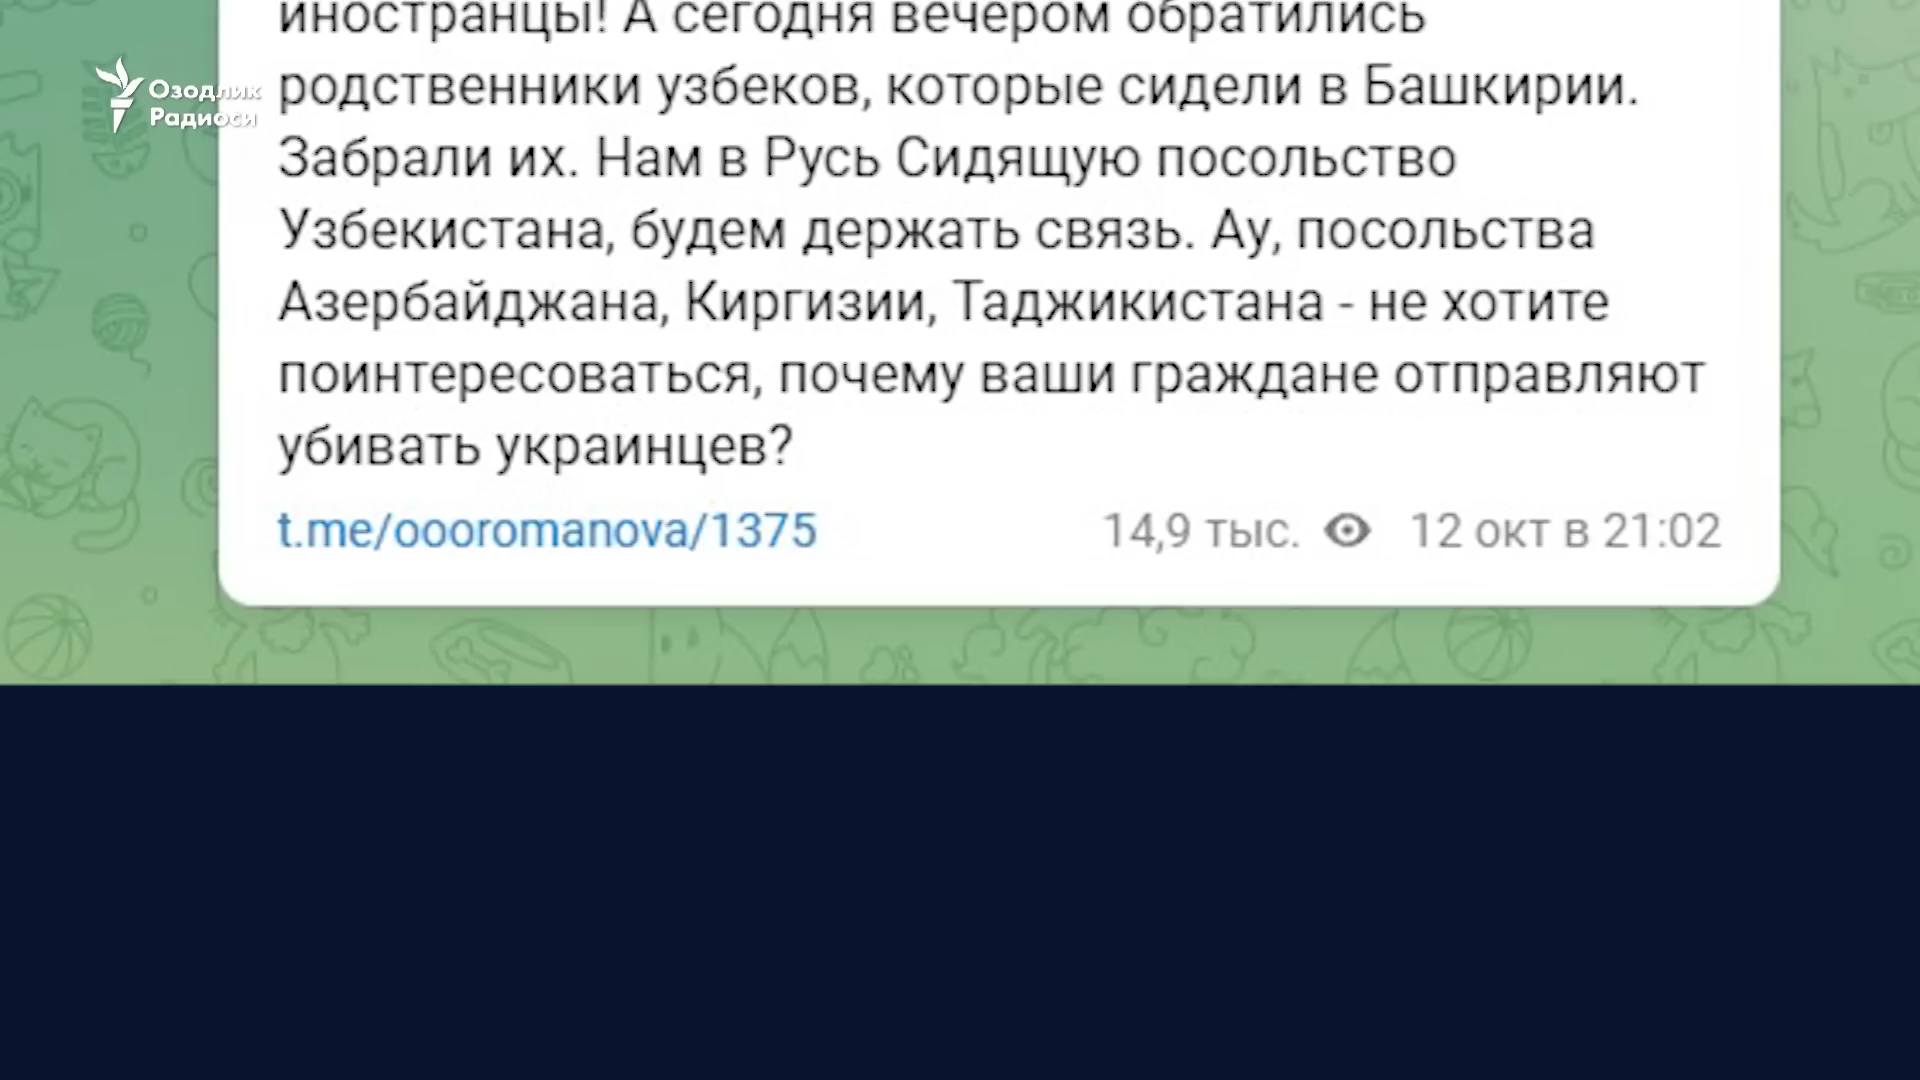 иностранцы! А сегодня вечером обратились
Озодлик
Радиоси
родственники узбеков, которые сидели в Башкирии.
Забрали их. Нам в Русь Сидящую посольство
Узбекистана, будем держать связь. Ау, посольства
Азербайджана, Киргизии, Таджикистана - не хотите
поинтересоваться, почему ваши граждане отправляют
убивать украинцев?
t.me/oooromanova/1375 14,9 тыс. 12 окт в 21:02